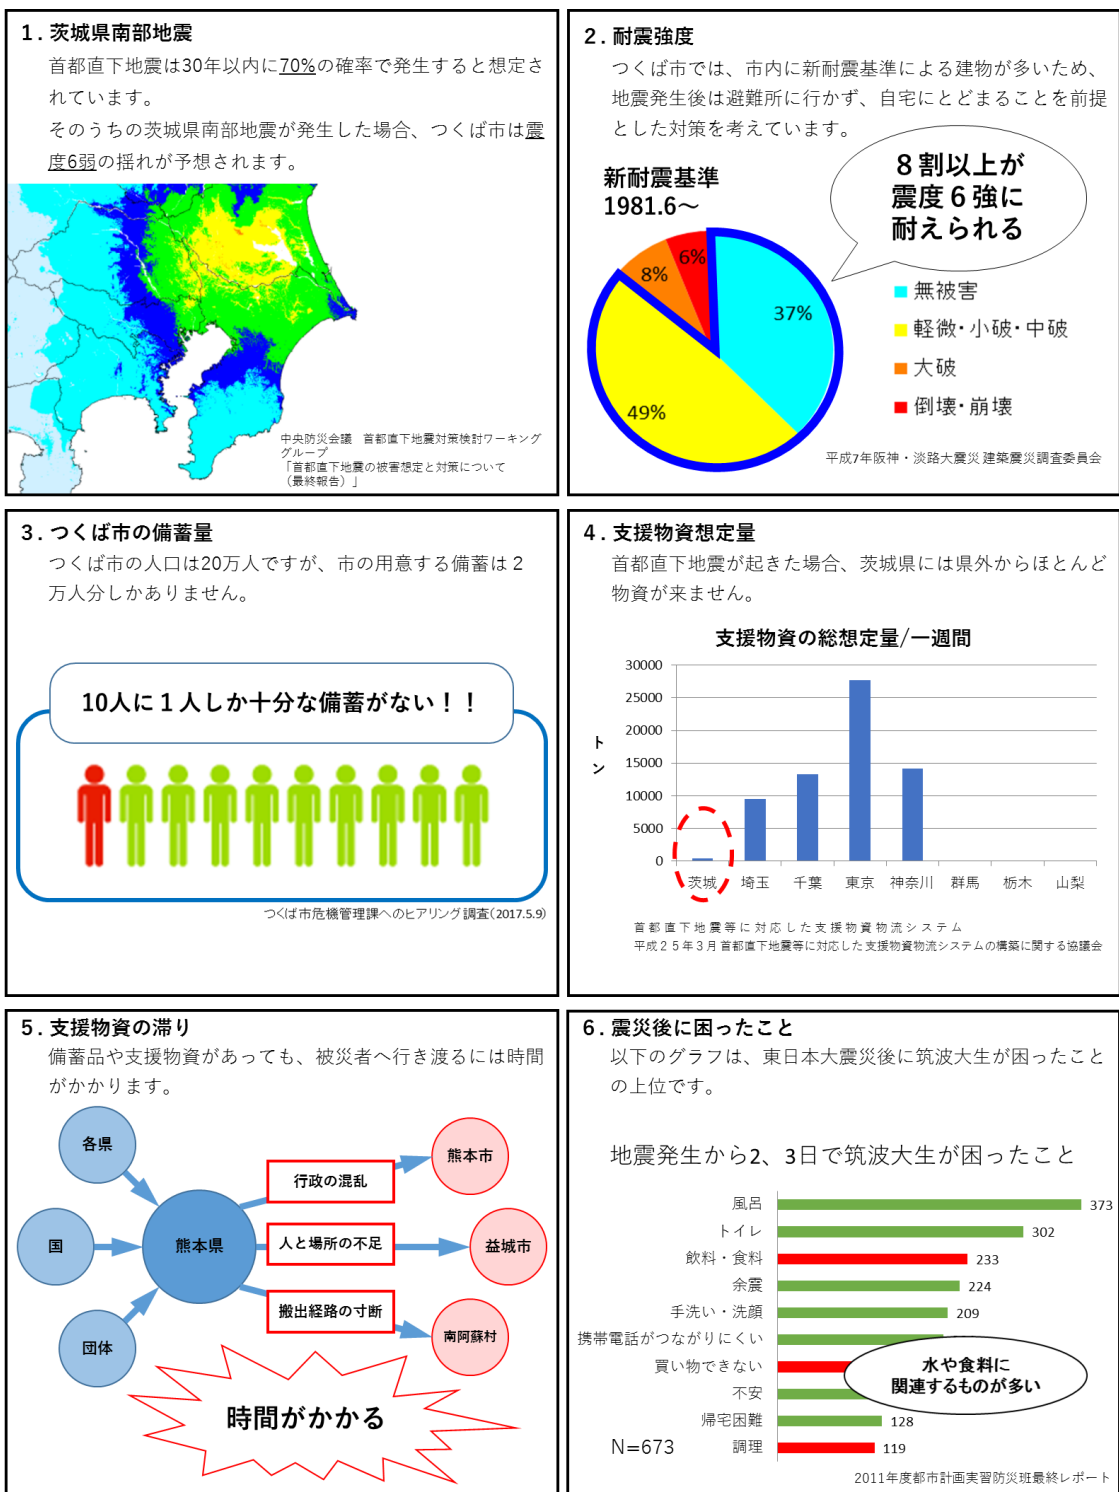 1. 茨城県南部地震
首都直下地震は30年以内に70%の確率で発生すると想定さ
れています。
そのうちの茨城県南部地震が発生した場合、つくば市は震
度6弱の揺れが予想されます。
中央防災会議 首都直下地震対策検討ワーキング
グループ
「首都直下地震の被害想定と対策について
（最終報告）」
2. 耐震強度
つくば市では、市内に新耐震基準による建物が多いため、
地震発生後は避難所に行かず、自宅にとどまることを前提
とした対策を考えています。
8割以上が
震度6強に
耐えられる
新耐震基準
1981.6～
6%
8%
37%
49%
無被害
軽微・小破・中破
大破
倒壊・崩壊
平成7年阪神・淡路大震災 建築震災調査委員会
3. つくば市の備蓄量
つくば市の人口は20万人ですが、市の用意する備蓄は２
万人分しかありません。
10人に１人しか十分な備蓄がない！！
つくば市危機管理課へのヒアリング調査(2017.5.9)
4. 支援物資想定量
首都直下地震が起きた場合、茨城県には県外からほとんど
物資が来ません。
支援物資の総想定量/一週間
トン
30000
25000
20000
15000
10000
5000
0
茨城 埼玉 千葉 東京 神奈川 群馬 栃木 山梨
首都直下地震等に対応した支援物資物流システム
平成２５年３月首都直下地震等に対応した支援物資物流システムの構築に関する協議会
5. 支援物資の滞り
備蓄品や支援物資があっても、被災者へ行き渡るには時間
がかかります。
各県
国
団体
熊本県
行政の混乱
人と場所の不足
搬出経路の寸断
熊本市
益城市
南阿蘇村
時間がかかる
6. 震災後に困ったこと
以下のグラフは、東日本大震災後に筑波大生が困ったこと
の上位です。
地震発生から2、3日で筑波大生が困ったこと
風呂 373
トイレ 302
飲料・食料 233
余震 224
手洗い・洗顔 209
携帯電話がつながりにくい
買い物できない
不安
帰宅困難 128
調理 119
水や食料に
関連するものが多い
N=673
2011年度都市計画実習防災班最終レポート